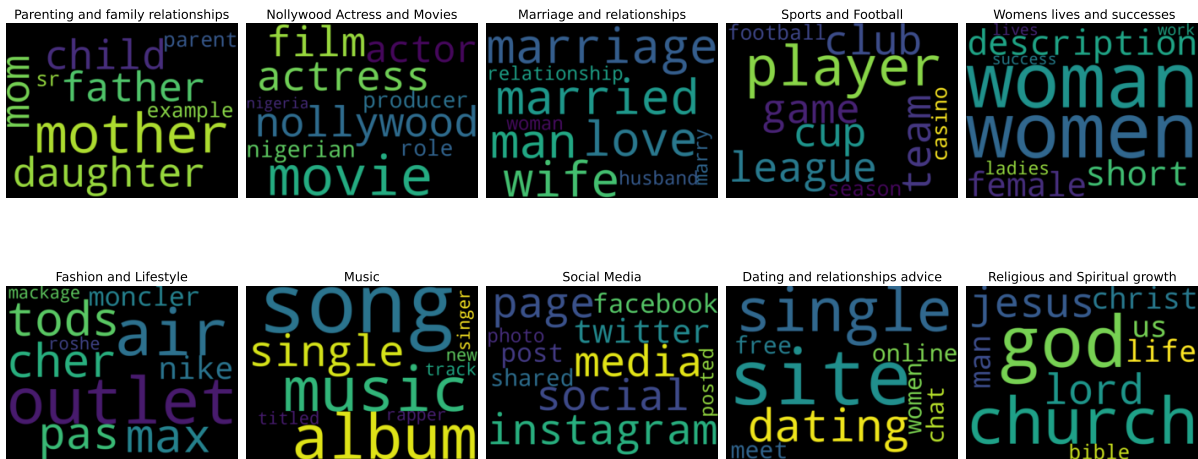 Parenting and family relationships
child
parent
mom
sr
father
example
mother
daughter
Nollywood Actress and Movies
film
actor
actress
nigeria
producer
nollywood
nigerian
role
movie
Marriage and relationships
marriage
relationship
married
woman
man
love
marry
wife
husband
Sports and Football
football
club
player
game
cup
team
casino
league
season
Womens lives and successes
lives
work
description
success
woman
women
ladies
female
short
Fashion and Lifestyle
mackage
moncler
tods
air
roshe
cher
nike
outlet
pas
max
Music
song
singer
single
new
track
music
titled
rapper
album
Social Media
page
facebook
photo
twitter
post
media
shared
social
posted
instagram
Dating and relationships advice
single
free
online
site
women
chat
dating
meet
Religious and Spiritual growth
jesus
christ
man
god
us
life
lord
church
bible